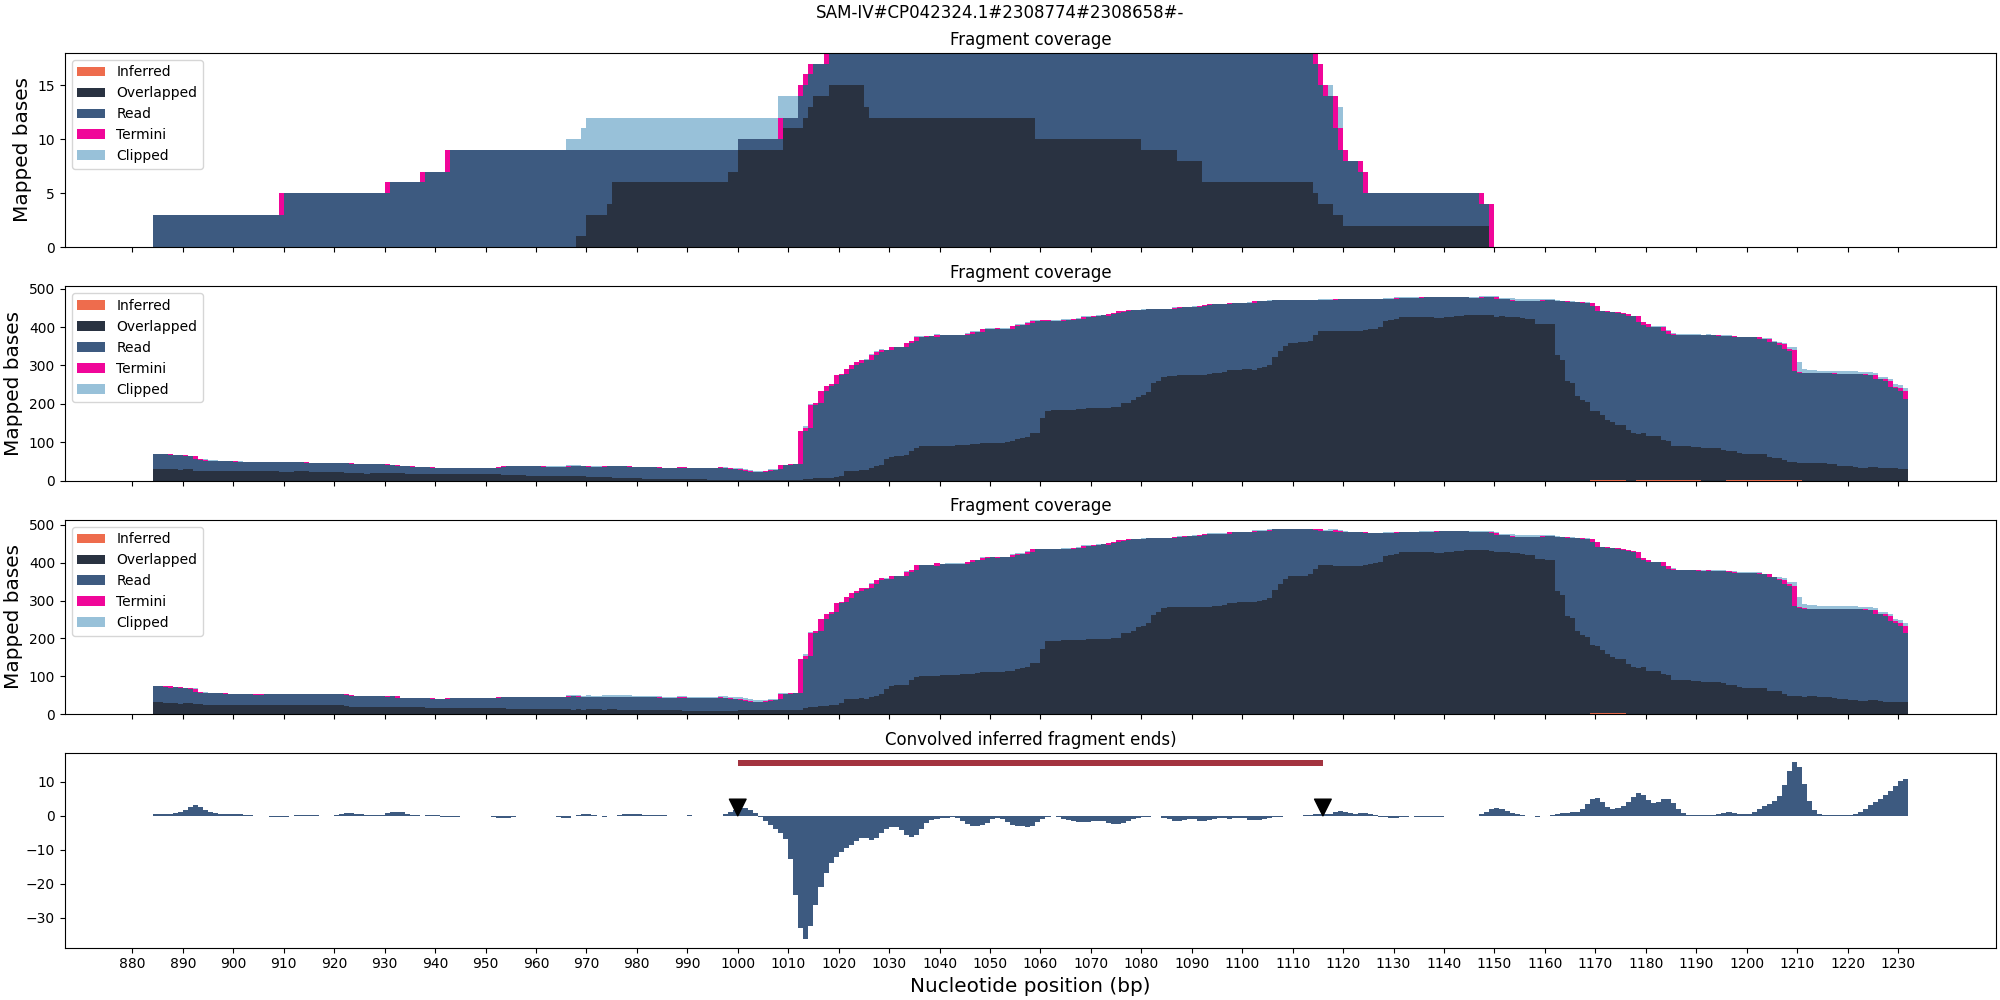 SAM-IV#CP042324.1#2308774#2308658#-
Fragment coverage
Mapped bases
15
10
5
0
Inferred
Overlapped
Read
Termini
Clipped
Fragment coverage
Mapped bases
500
400
300
200
100
0
Inferred
Overlapped
Read
Termini
Clipped
Fragment coverage
Mapped bases
500
400
300
200
100
0
Inferred
Overlapped
Read
Termini
Clipped
Convolved inferred fragment ends)
10
0
−10
−20
−30
880 890 900 910 920 930 940 950 960 970 980 990 1000 1010 1020 1030 1040 1050 1060 1070 1080 1090 1100 1110 1120 1130 1140 1150 1160 1170 1180 1190 1200 1210 1220 1230
Nucleotide position (bp)